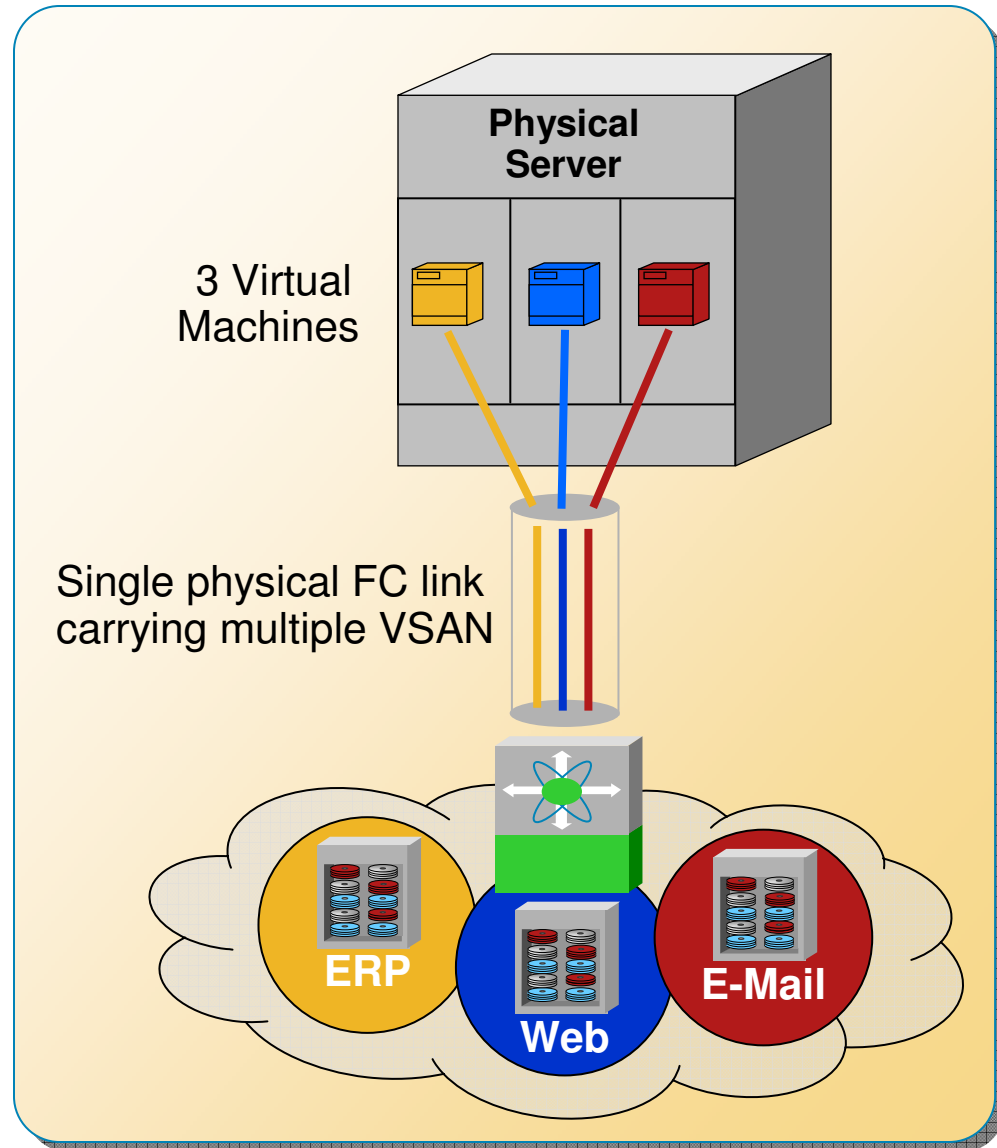 Physical
Server
3 Virtual
Machines
Single physical FC link
carrying multiple VSAN
ERP
Web
E-Mail